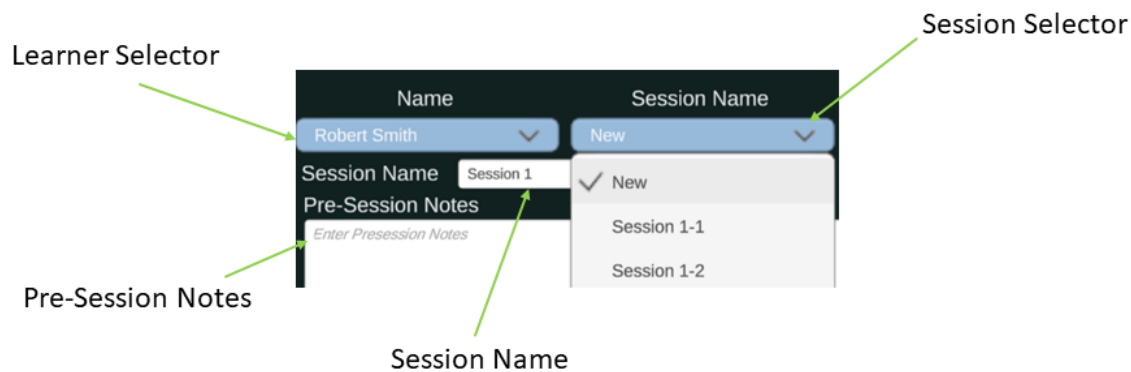 Session Selector
Learner Selector
Name
Session Name
Robert Smith
New
Session Name
Session 1
New
Pre-Session Notes
Enter Presession Notes
Session 1-1
Session 1-2
Pre-Session Notes
Session Name